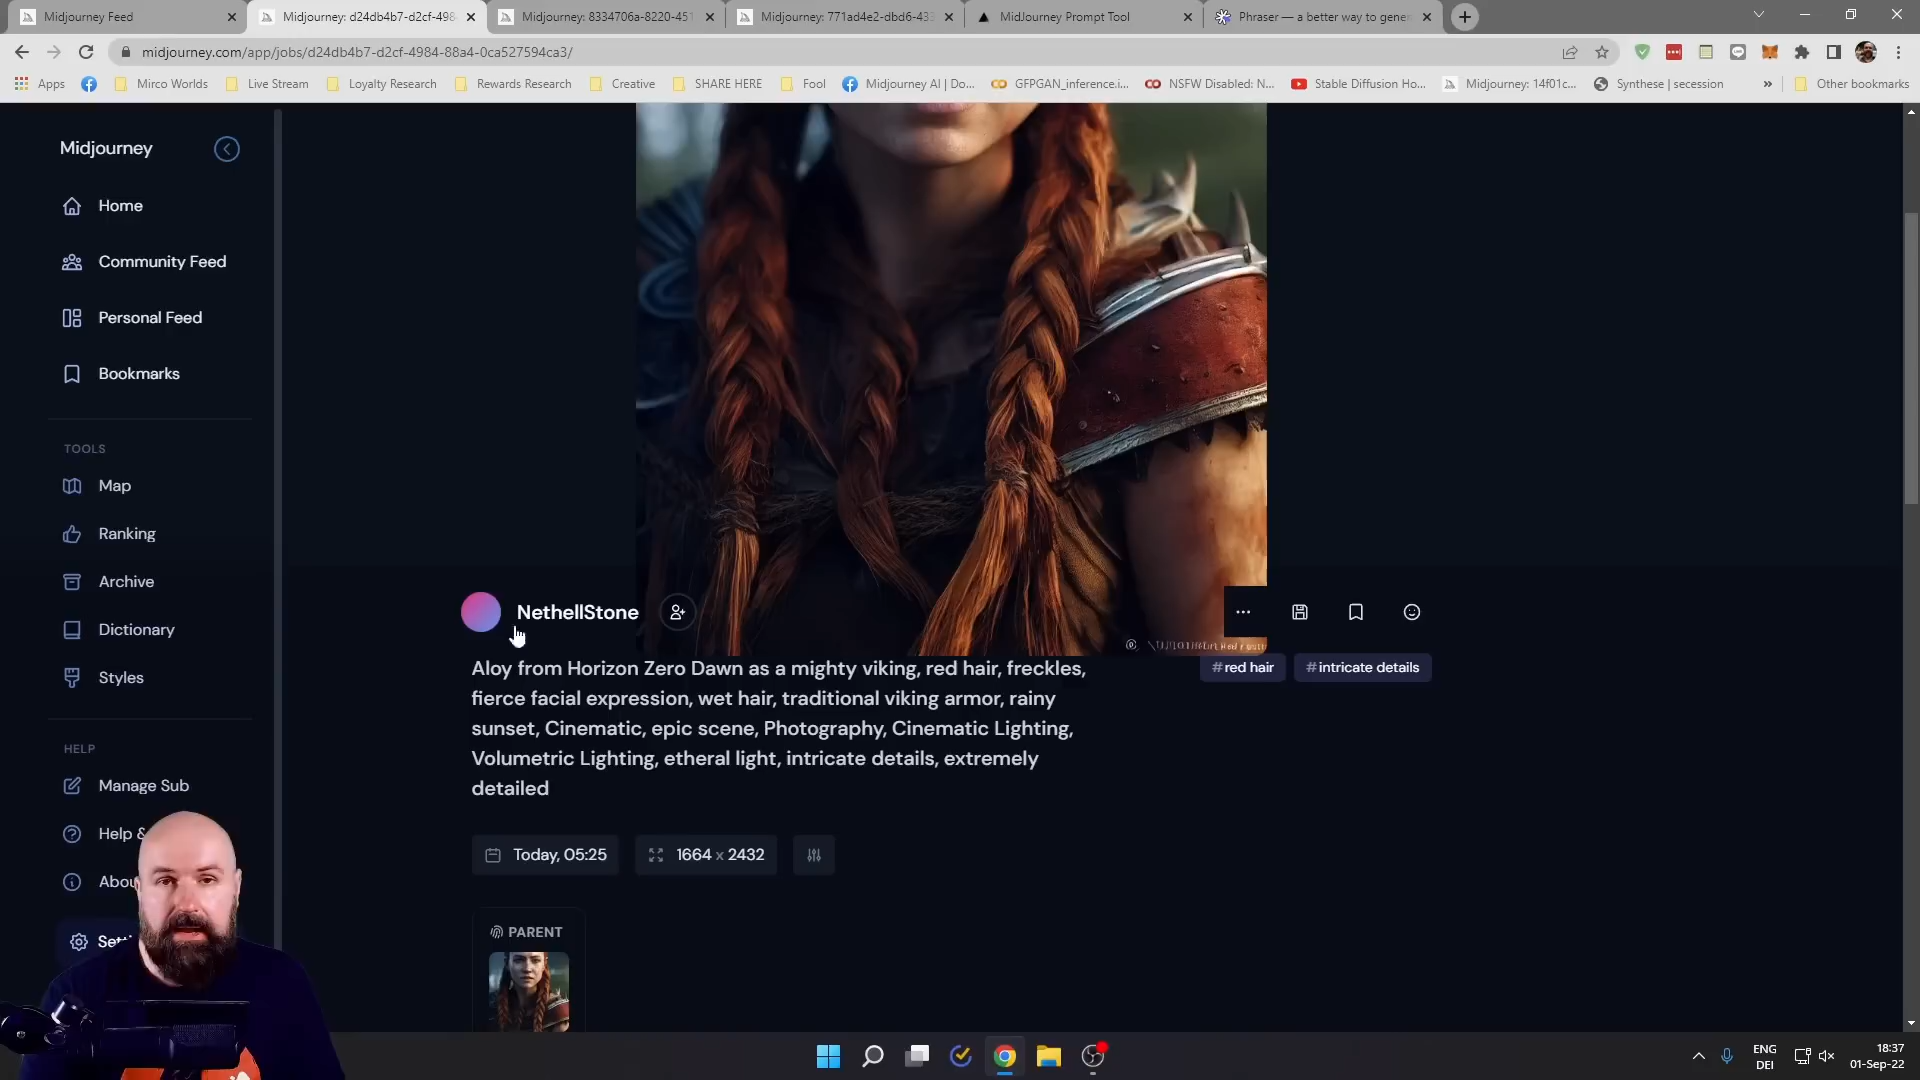 Midjourney Feed
Midjourney: d24db4b7-d2cf-498
Midjourney: 8334706a-8220-451
Midjourney: 771ad4e2-dbd6-433
MidJourney Prompt Tool
Phraser — a better way to gene
midjourney.com/app/jobs/d24db4b7-d2cf-4984-88a4-0ca527594ca3/
Apps
Mirco Worlds
Live Stream
Loyalty Research
Rewards Research
Creative
SHARE HERE
Fool
Midjourney AI | Do...
GFPGAN_inference.i...
NSFW Disabled: N...
Stable Diffusion Ho...
Midjourney: 14f01c...
Synthese | secession
»
Other bookmarks
Midjourney
Home
Community Feed
Personal Feed
Bookmarks
TOOLS
Map
Ranking
Archive
Dictionary
Styles
HELP
Manage Sub
Help &
Abou
Setti
NethellStone
Aloy from Horizon Zero Dawn as a mighty viking, red hair, freckles,
fierce facial expression, wet hair, traditional viking armor, rainy
sunset, Cinematic, epic scene, Photography, Cinematic Lighting,
Volumetric Lighting, etheral light, intricate details, extremely
detailed
#red hair
#intricate details
Today, 05:25
1664 x 2432
PARENT
ENG
DEI
18:37
01-Sep-22